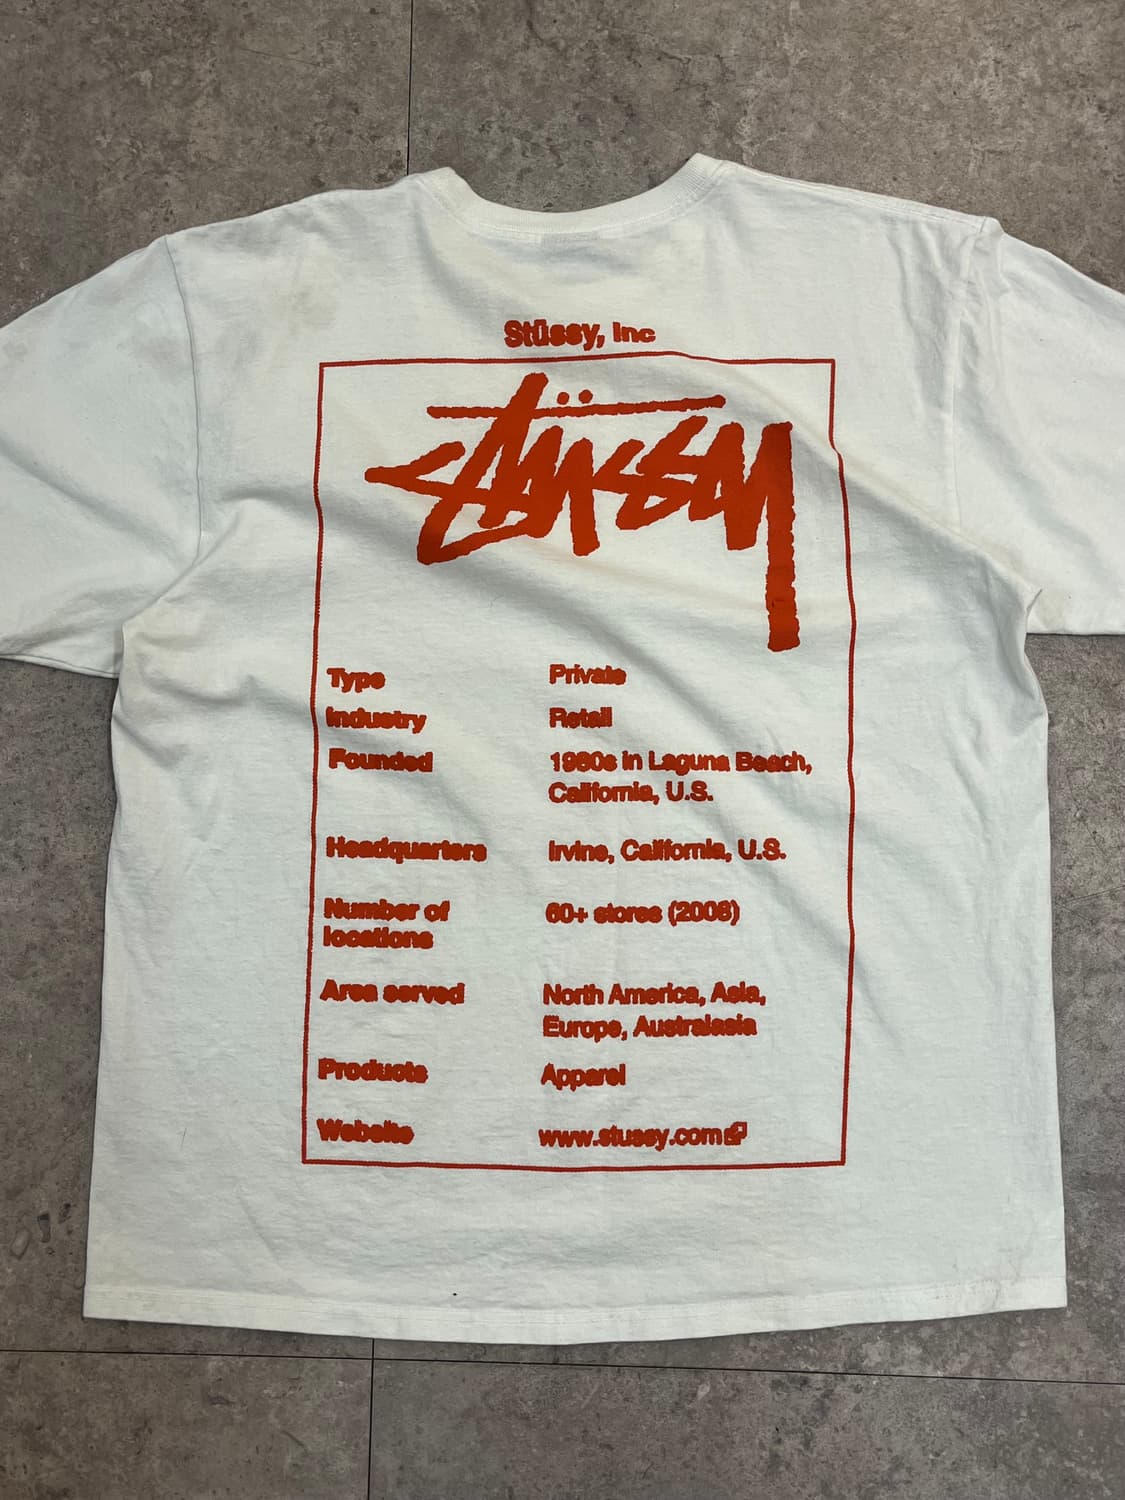 Stüssy, Inc
Stüssy
Type Private
Industry Retail
Founded 1980s in Laguna Beach,
California, U.S.
Headquarters Irvine, California, U.S.
Number of 60+ stores (2008)
locations
Area served North America, Asia,
Europe, Australasia
Products Apparel
Website www.stussy.com